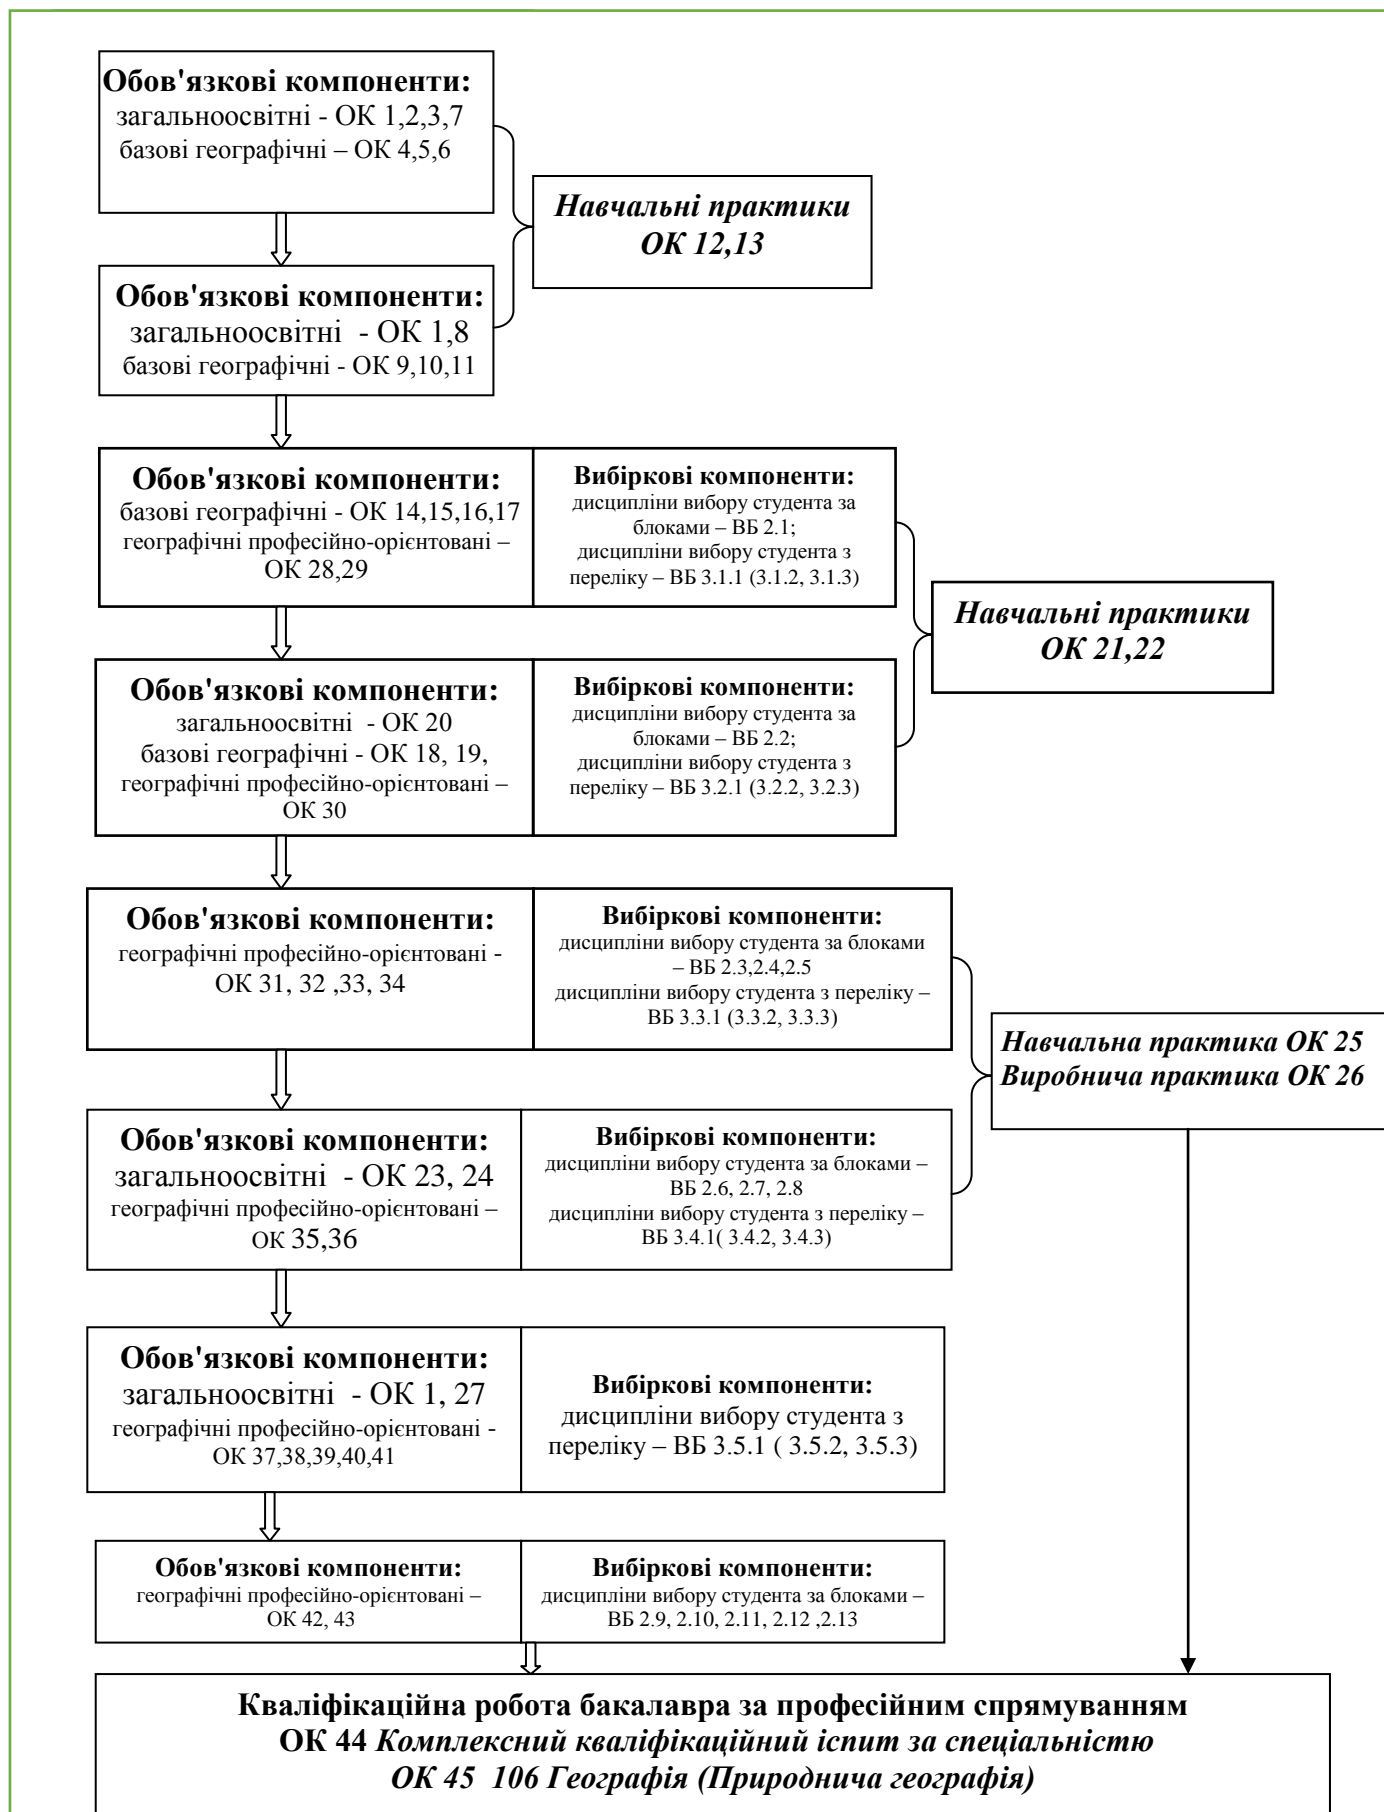 Обов'язкові компоненти:
загальноосвітні - ОК 1,2,3,7
базові географічні – ОК 4,5,6
Навчальні практики
ОК 12,13
Обов'язкові компоненти:
загальноосвітні - ОК 1,8
базові географічні - ОК 9,10,11
Обов'язкові компоненти:
базові географічні - ОК 14,15,16,17
географічні професійно-орієнтовані –
ОК 28,29
Вибіркові компоненти:
дисципліни вибору студента за
блоками – ВБ 2.1;
дисципліни вибору студента з
переліку – ВБ 3.1.1 (3.1.2, 3.1.3)
Навчальні практики
ОК 21,22
Обов'язкові компоненти:
загальноосвітні - ОК 20
базові географічні - ОК 18, 19,
географічні професійно-орієнтовані –
ОК 30
Вибіркові компоненти:
дисципліни вибору студента за
блоками – ВБ 2.2;
дисципліни вибору студента з
переліку – ВБ 3.2.1 (3.2.2, 3.2.3)
Обов'язкові компоненти:
географічні професійно-орієнтовані -
ОК 31, 32 ,33, 34
Вибіркові компоненти:
дисципліни вибору студента за блоками
– ВБ 2.3,2.4,2.5
дисципліни вибору студента з переліку –
ВБ 3.3.1 (3.3.2, 3.3.3)
Навчальна практика ОК 25
Виробнича практика ОК 26
Обов'язкові компоненти:
загальноосвітні - ОК 23, 24
географічні професійно-орієнтовані –
ОК 35,36
Вибіркові компоненти:
дисципліни вибору студента за блоками –
ВБ 2.6, 2.7, 2.8
дисципліни вибору студента з переліку –
ВБ 3.4.1( 3.4.2, 3.4.3)
Обов'язкові компоненти:
загальноосвітні - ОК 1, 27
географічні професійно-орієнтовані -
ОК 37,38,39,40,41
Вибіркові компоненти:
дисципліни вибору студента з
переліку – ВБ 3.5.1 ( 3.5.2, 3.5.3)
Обов'язкові компоненти:
географічні професійно-орієнтовані –
ОК 42, 43
Вибіркові компоненти:
дисципліни вибору студента за блоками –
ВБ 2.9, 2.10, 2.11, 2.12 ,2.13
Кваліфікаційна робота бакалавра за професійним спрямуванням
ОК 44 Комплексний кваліфікаційний іспит за спеціальністю
ОК 45 106 Географія (Природнича географія)